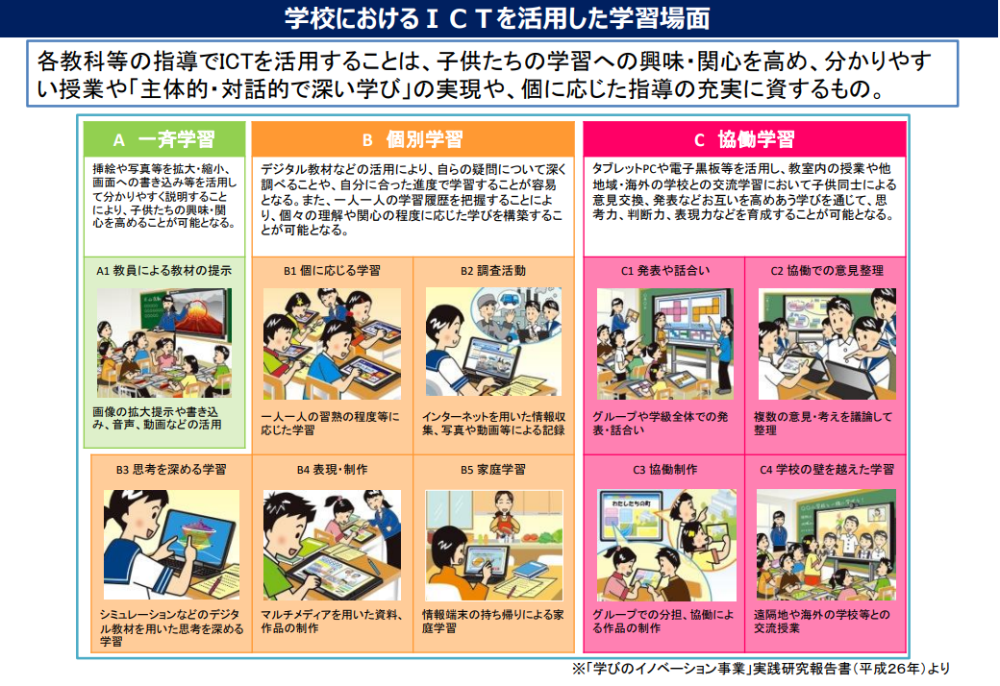 学校におけるＩＣＴを活用した学習場面
各教科等の指導でICTを活用することは、子供たちの学習への興味・関心を高め、分かりやす
い授業や「主体的・対話的で深い学び」の実現や、個に応じた指導の充実に資するもの。
A　一斉学習
挿絵や写真等を拡大・縮小、
画面への書き込み等を活用し
て分かりやすく説明すること
により、子供たちの興味・関
心を高めることが可能となる。
B　個別学習
デジタル教材などの活用により、自らの疑問について深く
調べることや、自分に合った進度で学習することが容易
となる。また、一人一人の学習履歴を把握することによ
り、個々の理解や関心の程度に応じた学びを構築するこ
とが可能となる。
C　協働学習
タブレットPCや電子黒板等を活用し、教室内の授業や他
地域・海外の学校との交流学習において子供同士による
意見交換、発表などお互いを高めあう学びを通じて、思
考力、判断力、表現力などを育成することが可能となる。
A1 教員による教材の提示
画像の拡大提示や書き込
み、音声、動画などの活用
B1 個に応じる学習
一人一人の習熟の程度等に
応じた学習
B2 調査活動
インターネットを用いた情報収
集、写真や動画等による記録
C1 発表や話合い
グループや学級全体での発
表・話合い
C2 協働での意見整理
複数の意見・考えを議論して
整理
B3 思考を深める学習
シミュレーションなどのデジ
タル教材を用いた思考を深める
学習
B4 表現・制作
マルチメディアを用いた資料、
作品の制作
B5 家庭学習
情報端末の持ち帰りによる家
庭学習
C3 協働制作
わたしたちの町
グループでの分担、協働によ
る作品の制作
C4 学校の壁を越えた学習
遠隔地や海外の学校等との
交流授業
※「学びのイノベーション事業」実践研究報告書（平成２６年）より